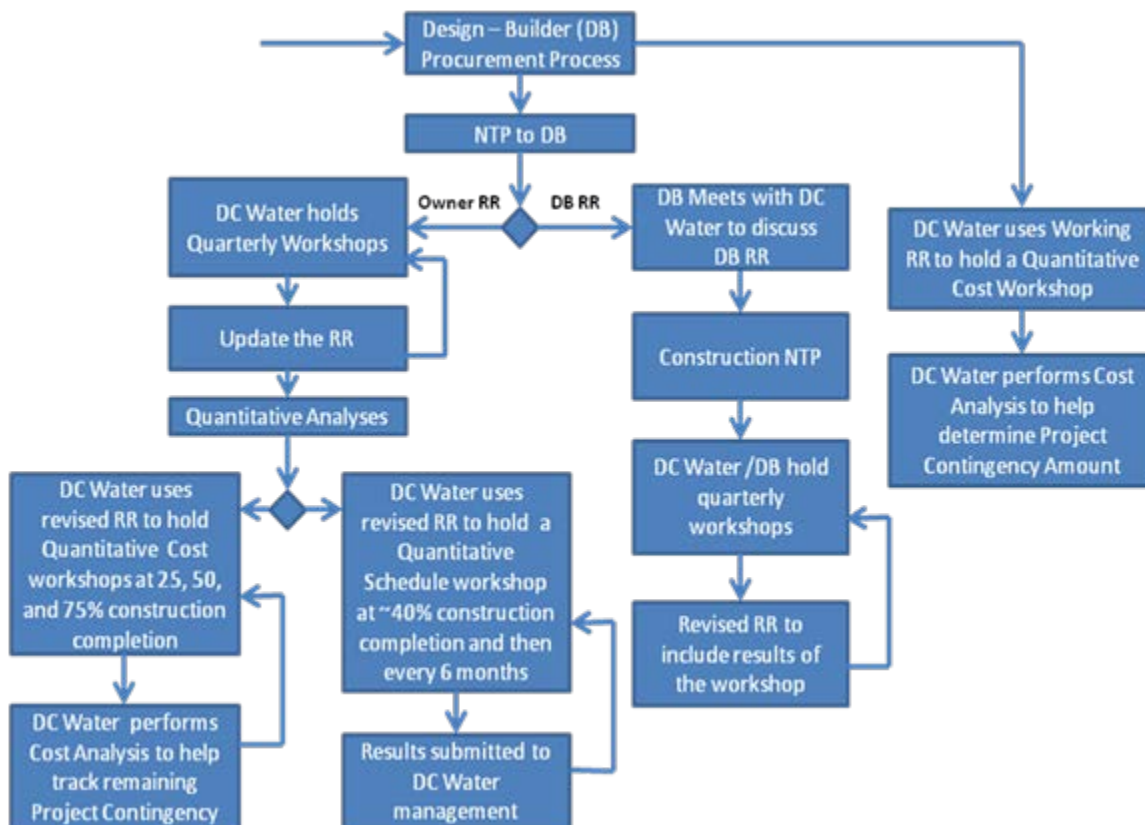 Design – Builder (DB)
Procurement Process
NTP to DB
Owner RR
DB RR
DC Water holds
Quarterly Workshops
Update the RR
Quantitative Analyses
DC Water uses
revised RR to hold
Quantitative Cost
workshops at 25, 50,
and 75% construction
completion
DC Water performs
Cost Analysis to help
track remaining
Project Contingency
DC Water uses
revised RR to hold a
Quantitative
Schedule workshop
at ~40% construction
completion and then
every 6 months
Results submitted to
DC Water
management
DB Meets with DC
Water to discuss
DB RR
Construction NTP
DC Water /DB hold
quarterly
workshops
Revised RR to
include results of
the workshop
DC Water uses Working
RR to hold a Quantitative
Cost Workshop
DC Water performs Cost
Analysis to help
determine Project
Contingency Amount